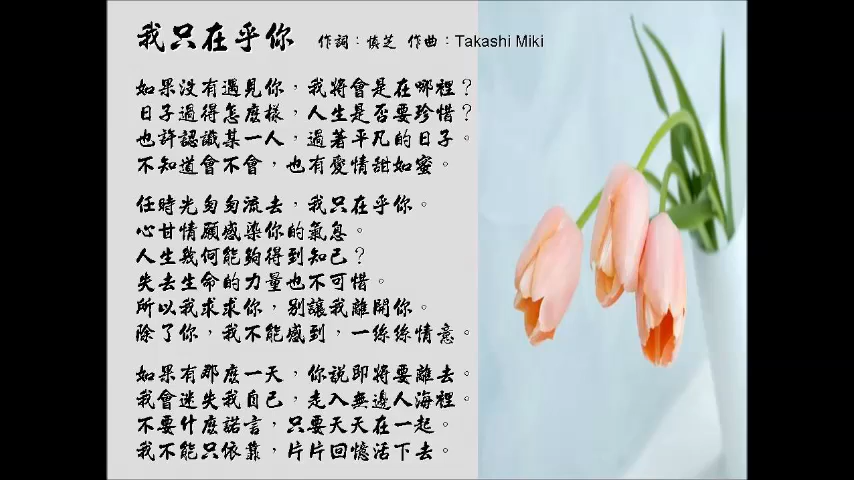 我只在乎你 作詞：慎芝 作曲：Takashi Miki
如果沒有遇見你，我將會是在哪裡？
日子過得怎麼樣，人生是否要珍惜？
也許認識某一人，過著平凡的日子。
不知道會不會，也有愛情甜如蜜。
任時光匆匆流去，我只在乎你。
心甘情願感染你的氣息。
人生幾何能夠得到知己？
失去生命的力量也不可惜。
所以我求求你，別讓我離開你。
除了你，我不能感到，一絲絲情意。
如果有那麼一天，你說即將要離去。
我會迷失我自己，走入無邊人海裡。
不要什麼諾言，只要天天在一起。
我不能只依靠，片片回憶活下去。